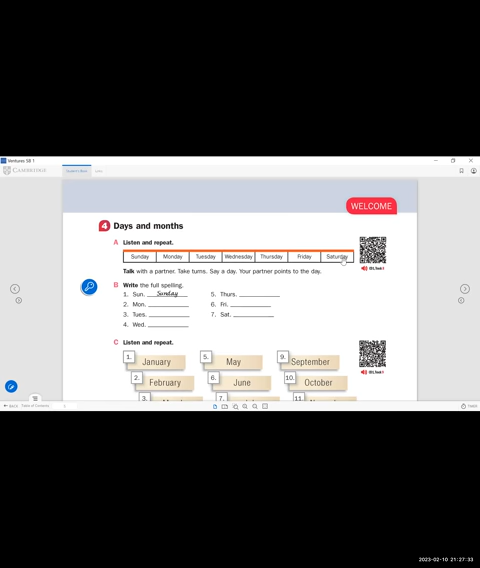 Ventures SB 1
CAMBRIDGE
WELCOME
4 Days and months
A Listen and repeat.
Sunday Monday Tuesday Wednesday Thursday Friday Saturday
Talk with a partner. Take turns. Say a day. Your partner points to the day.
B Write the full spelling.
1. Sun. Sunday 5. Thurs.
2. Mon. 6. Fri.
3. Tues. 7. Sat.
4. Wed.
C Listen and repeat.
1. January 5. May 9. September
2. February 6. June 10. October
3. 7. 11.
BACK Table of Contents
2023-02-10 21:27:33